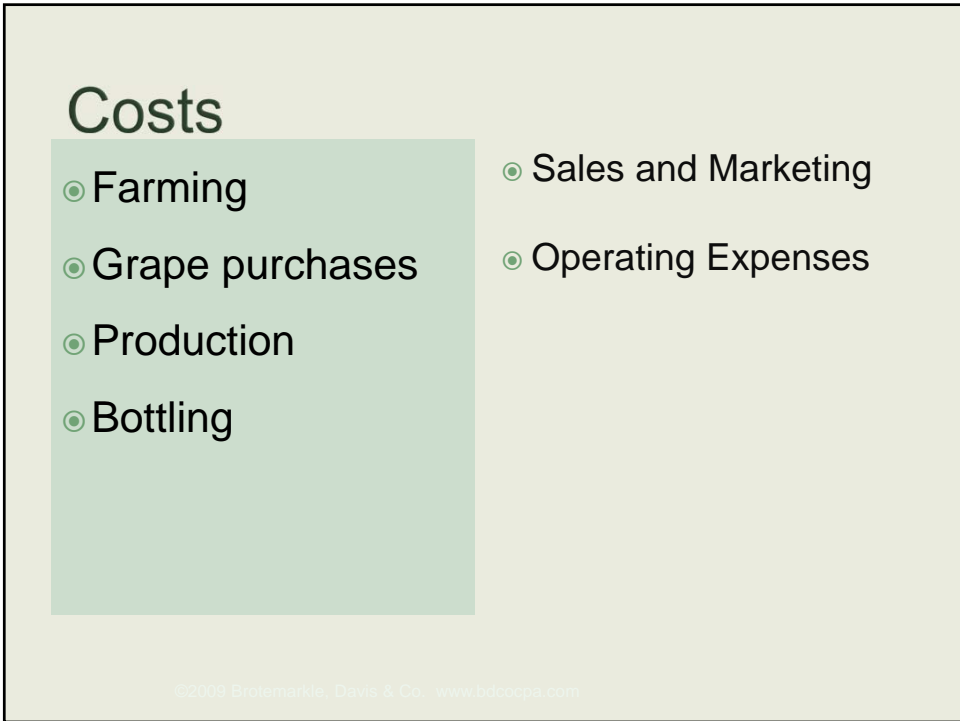 Costs
Farming
Grape purchases
Production
Bottling
Sales and Marketing
Operating Expenses
©2009 Brotemarkle, Davis & Co. www.bdcocpa.com